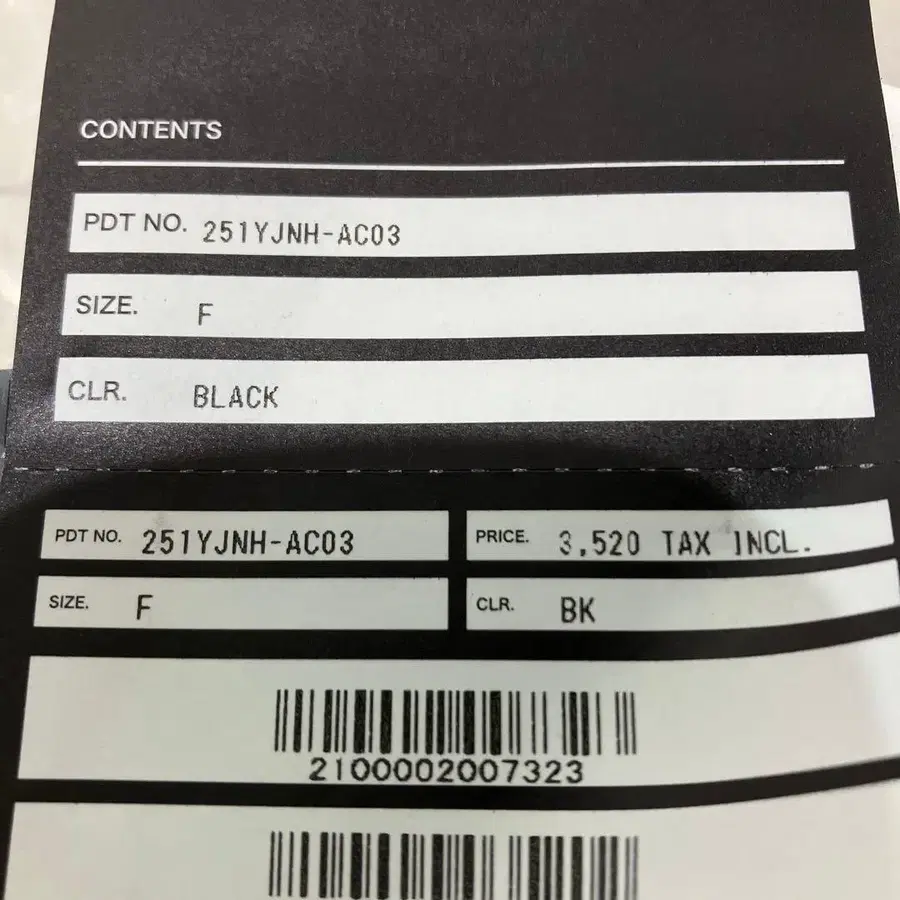 CONTENTS
PDT NO. 251YJNH-AC03
SIZE. F
CLR. BLACK
PDT NO. 251YJNH-AC03
PRICE. 3,520 TAX INCL.
SIZE. F
CLR. BK
2100002007323